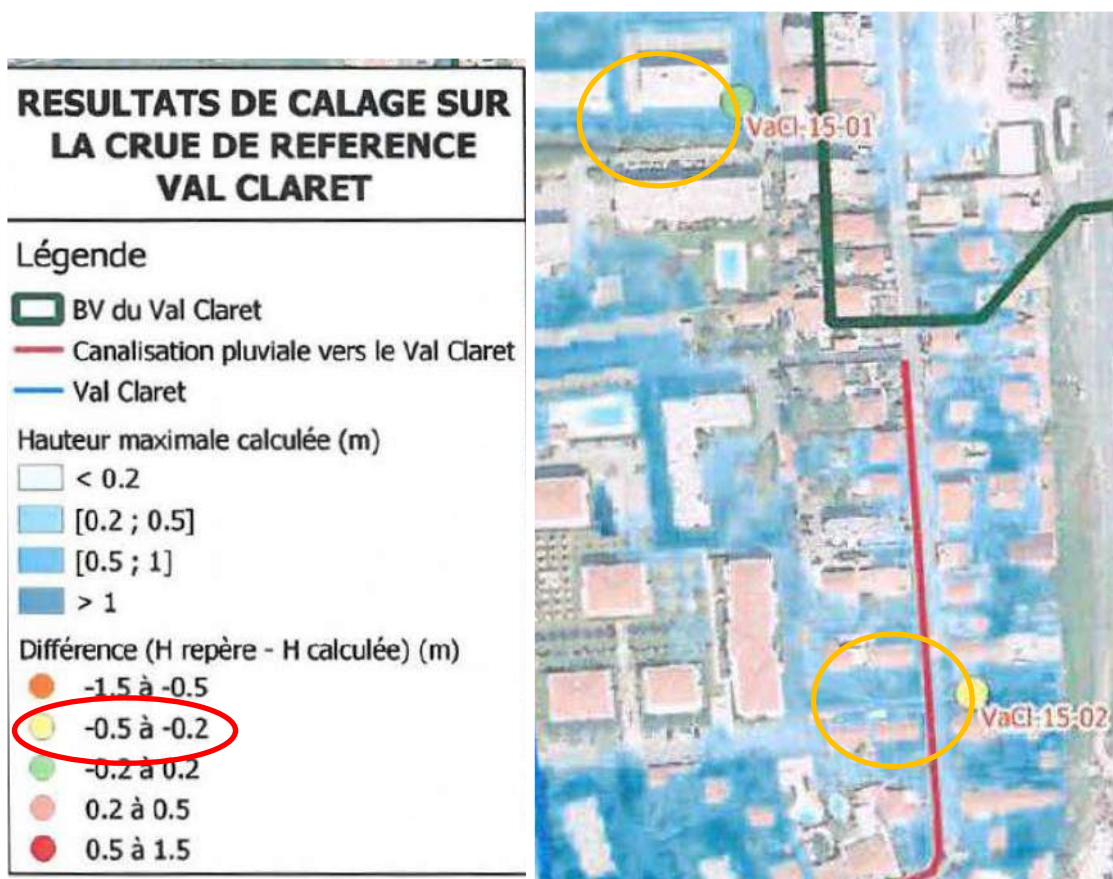 RESULTATS DE CALAGE SUR
LA CRUE DE REFERENCE
VAL CLARET
Légende
BV du Val Claret
Canalisation pluviale vers le Val Claret
Val Claret
Hauteur maximale calculée (m)
< 0.2
[0.2 ; 0.5]
[0.5 ; 1]
> 1
Différence (H repère - H calculée) (m)
-1.5 à -0.5
-0.5 à -0.2
-0.2 à 0.2
0.2 à 0.5
0.5 à 1.5
VaCl-15-01
VaCl-15-02